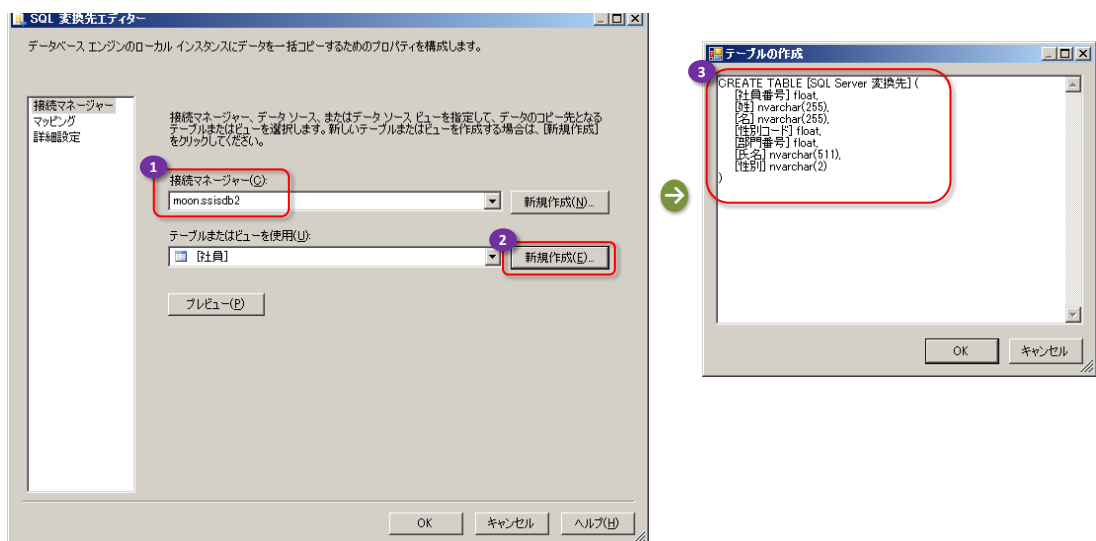 SQL 変換先エディター
データベース エンジンのローカル インスタンスにデータを一括コピーするためのプロパティを構成します。
接続マネージャー
マッピング
詳細設定
接続マネージャー、データ ソース、またはデータ ソース ビューを指定して、データのコピー先となる
テーブルまたはビューを選択します。新しいテーブルまたはビューを作成する場合は、[新規作成]
をクリックしてください。
1
接続マネージャー(C):
moon.ssisdb2
新規作成(N)...
テーブルまたはビューを使用(U):
2
[社員]
新規作成(E)...
プレビュー(P)
OK
キャンセル
ヘルプ(H)
テーブルの作成
3
CREATE TABLE [SQL Server 変換先] (
[社員番号] float,
[姓] nvarchar(255),
[名] nvarchar(255),
[性別コード] float,
[部門番号] float,
[氏名] nvarchar(511),
[性別] nvarchar(2)
)
OK
キャンセル